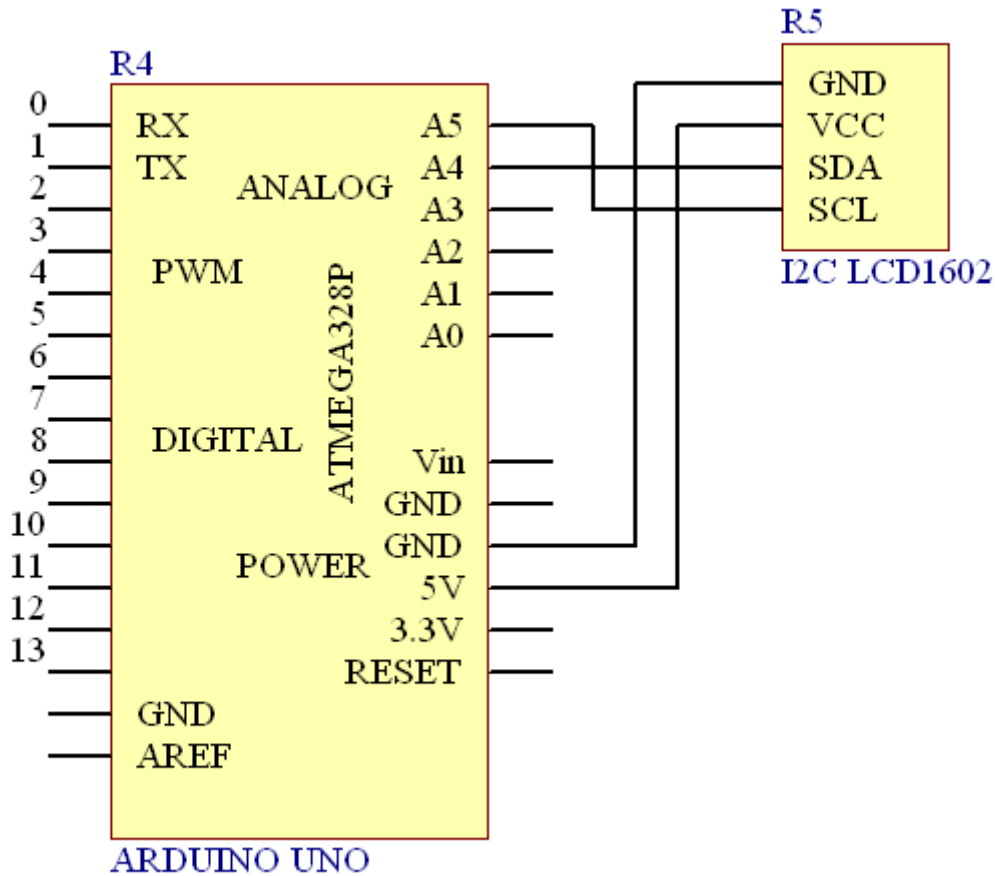 R4
0
1
2
3
4
5
6
7
8
9
10
11
12
13
RX
TX
ANALOG
PWM
DIGITAL
POWER
ATMEGA328P
GND
AREF
A5
A4
A3
A2
A1
A0
Vin
GND
GND
5V
3.3V
RESET
ARDUINO UNO
R5
GND
VCC
SDA
SCL
I2C LCD1602